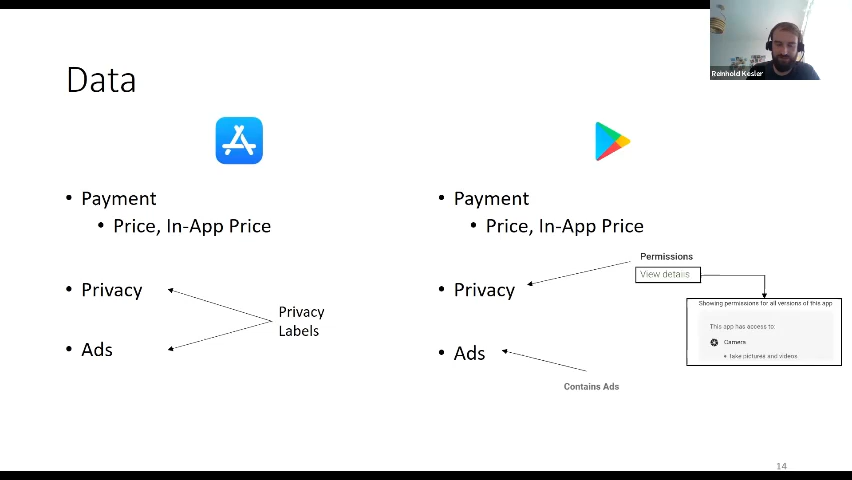 Reinhold Kesler
Data
• Payment
• Price, In-App Price
• Privacy
• Ads
Privacy
Labels
• Payment
• Price, In-App Price
• Privacy
• Ads
Permissions
View details
Showing permissions for all versions of this app
This app has access to:
Camera
• take pictures and videos
Contains Ads
14